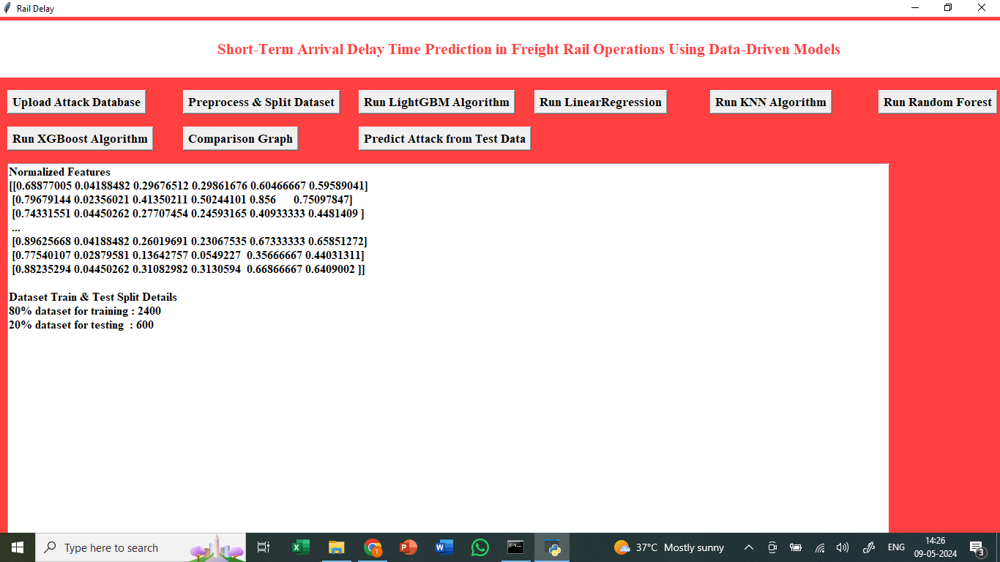 Rail Delay
Short-Term Arrival Delay Time Prediction in Freight Rail Operations Using Data-Driven Models
Upload Attack Database Preprocess & Split Dataset Run LightGBM Algorithm Run LinearRegression Run KNN Algorithm Run Random Forest
Run XGBoost Algorithm Comparison Graph Predict Attack from Test Data
Normalized Features
[[0.68877005 0.04188482 0.29676512 0.29861676 0.60466667 0.59589041]
[0.79679144 0.02356021 0.41350211 0.50244101 0.856 0.75097847]
[0.74331551 0.04450262 0.27707454 0.24593165 0.40933333 0.4481409 ]
...
[0.89625668 0.04188482 0.26019691 0.23067535 0.67333333 0.65851272]
[0.77540107 0.02879581 0.13642757 0.0549227 0.35666667 0.44031311]
[0.88235294 0.04450262 0.31082982 0.3130594 0.66866667 0.6409002 ]]
Dataset Train & Test Split Details
80% dataset for training : 2400
20% dataset for testing : 600
Type here to search 37°C Mostly sunny ENG 14:26
09-05-2024 3